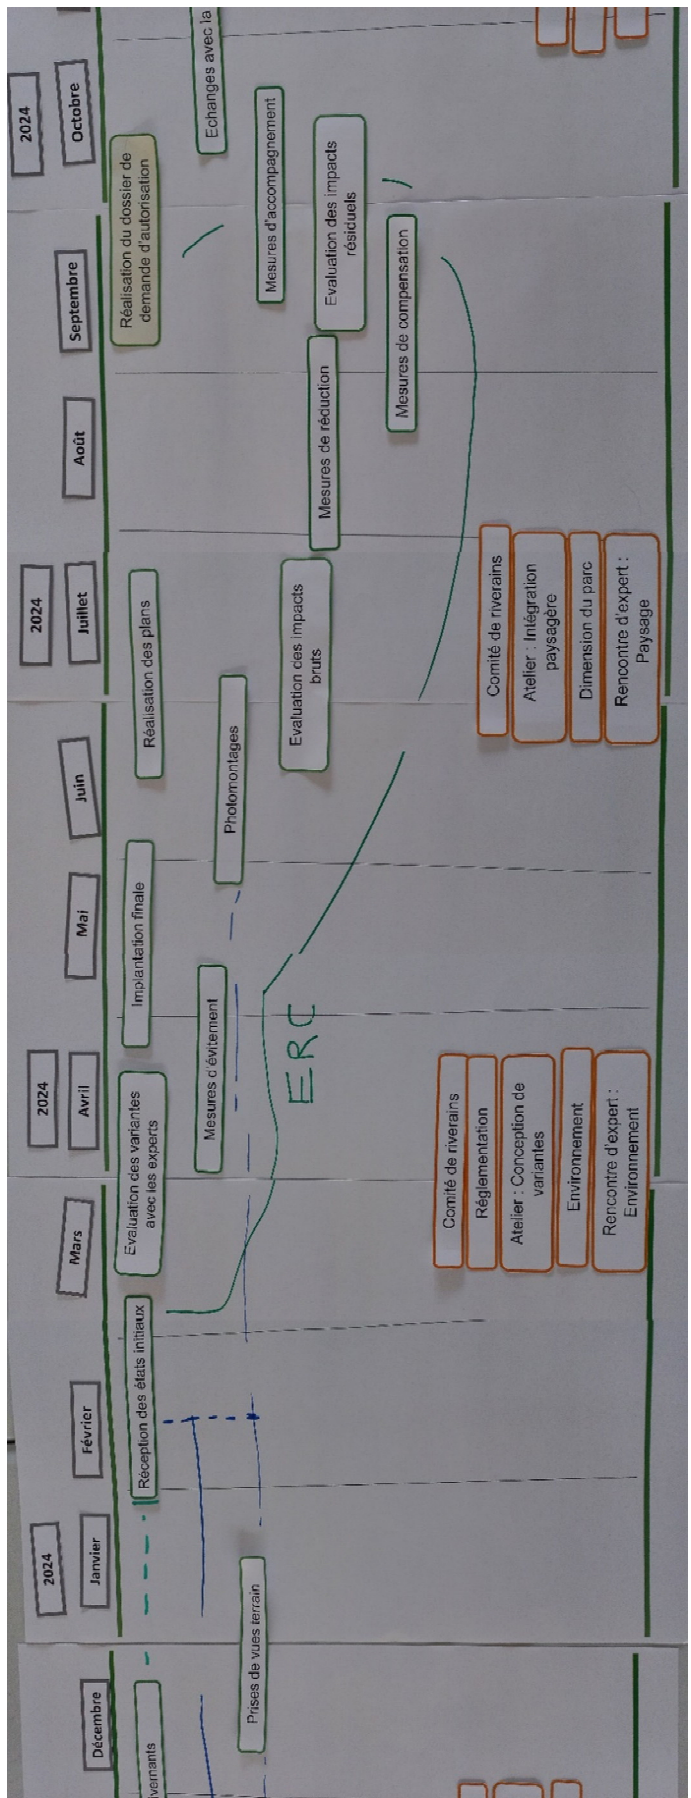 Décembre
2024
Janvier
Février
Mars
2024
Avril
Mai
Juin
2024
Juillet
Août
Septembre
2024
Octobre
Réception des états initiaux
Evaluation des variantes
avec les experts
Implantation finale
Réalisation des plans
Réalisation du dossier de
demande d'autorisation
Mesures d'évitement
Photomontages
Echanges avec la
Prises de vues terrain
Mesures d'accompagnement
ERC
Evaluation des impacts
bruts
Mesures de réduction
Evaluation des impacts
résiduels
Mesures de compensation
Comité de riverains
Réglementation
Atelier : Conception de
variantes
Environnement
Rencontre d'expert :
Environnement
Comité de riverains
Atelier : Intégration
paysagère
Dimension du parc
Rencontre d'expert :
Paysage